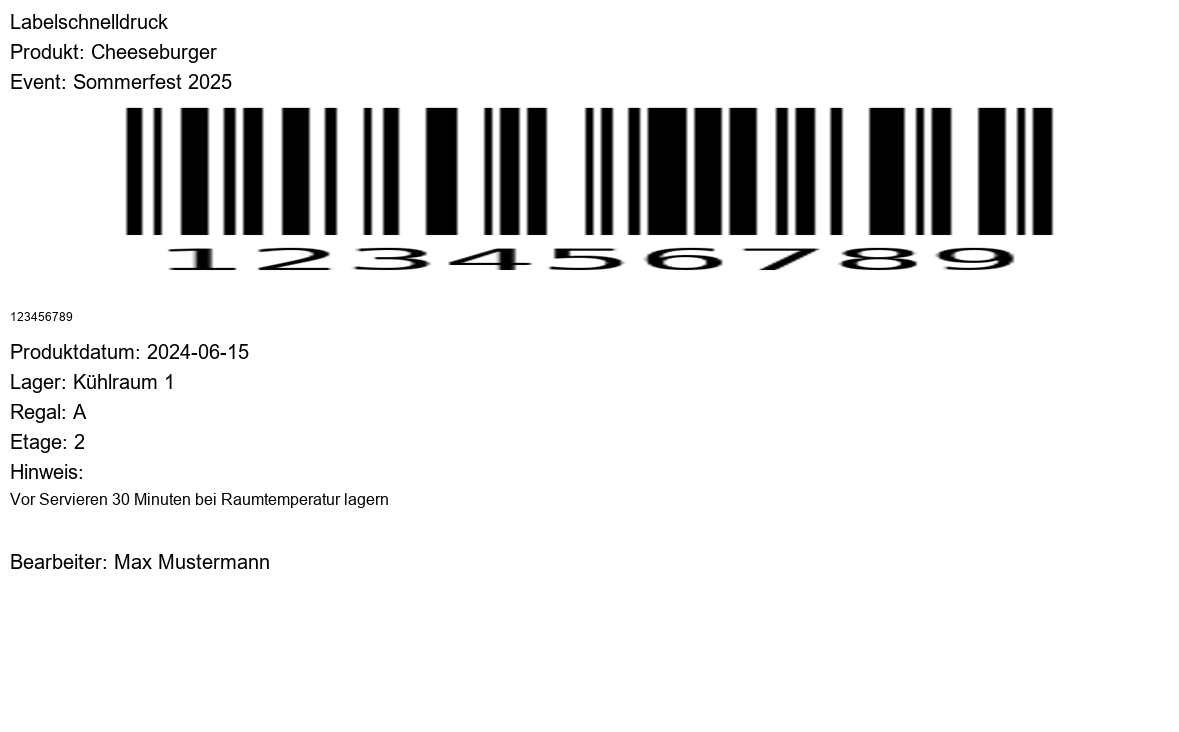 Labelschnelldruck
Produkt: Cheeseburger
Event: Sommerfest 2025
123456789
123456789
Produktdatum: 2024-06-15
Lager: Kühlraum 1
Regal: A
Etage: 2
Hinweis:
Vor Servieren 30 Minuten bei Raumtemperatur lagern
Bearbeiter: Max Mustermann